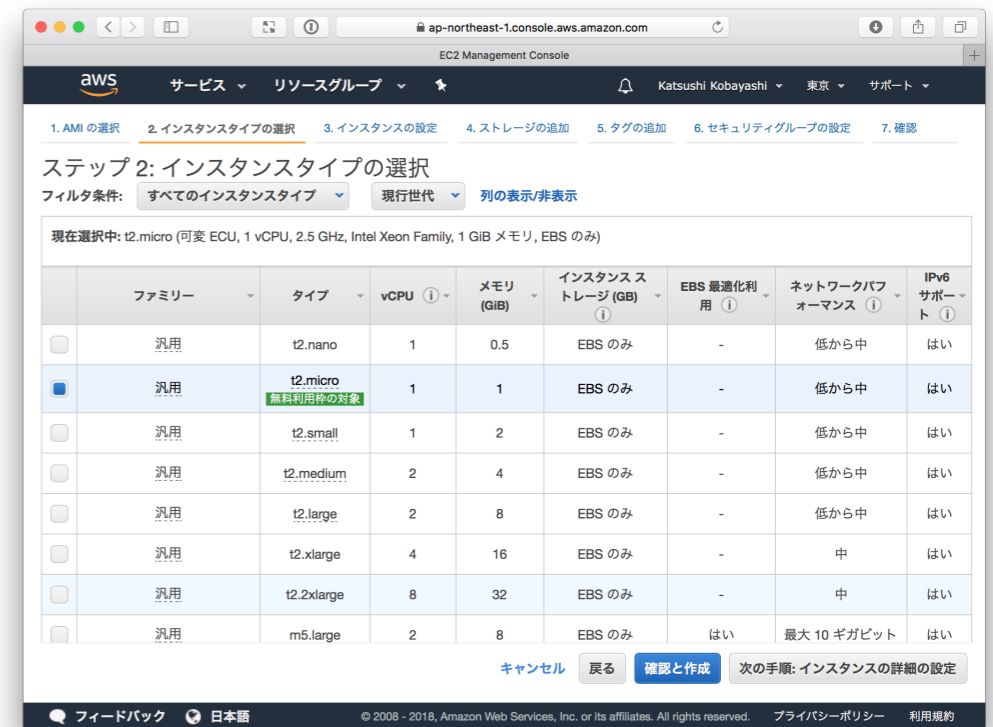 ap-northeast-1.console.aws.amazon.com
EC2 Management Console
aws サービス リソースグループ Katsushi Kobayashi 東京 サポート
1. AMI の選択 2. インスタンスタイプの選択 3. インスタンスの設定 4. ストレージの追加 5. タグの追加 6. セキュリティグループの設定 7. 確認
ステップ 2: インスタンスタイプの選択
フィルタ条件: すべてのインスタンスタイプ 現行世代 列の表示/非表示
現在選択中: t2.micro (可変 ECU, 1 vCPU, 2.5 GHz, Intel Xeon Family, 1 GiB メモリ, EBS のみ)
ファミリー タイプ vCPU メモリ (GiB) インスタンス ストレージ (GB) EBS 最適化利用 ネットワークパフォーマンス IPv6 サポート
汎用 t2.nano 1 0.5 EBS のみ - 低から中 はい
汎用 t2.micro 無料利用枠の対象 1 1 EBS のみ - 低から中 はい
汎用 t2.small 1 2 EBS のみ - 低から中 はい
汎用 t2.medium 2 4 EBS のみ - 低から中 はい
汎用 t2.large 2 8 EBS のみ - 低から中 はい
汎用 t2.xlarge 4 16 EBS のみ - 中 はい
汎用 t2.2xlarge 8 32 EBS のみ - 中 はい
汎用 m5.large 2 8 EBS のみ はい 最大 10 ギガビット はい
キャンセル 戻る 確認と作成 次の手順: インスタンスの詳細の設定
フィードバック 日本語 © 2008 - 2018, Amazon Web Services, Inc. or its affiliates. All rights reserved. プライバシーポリシー 利用規約